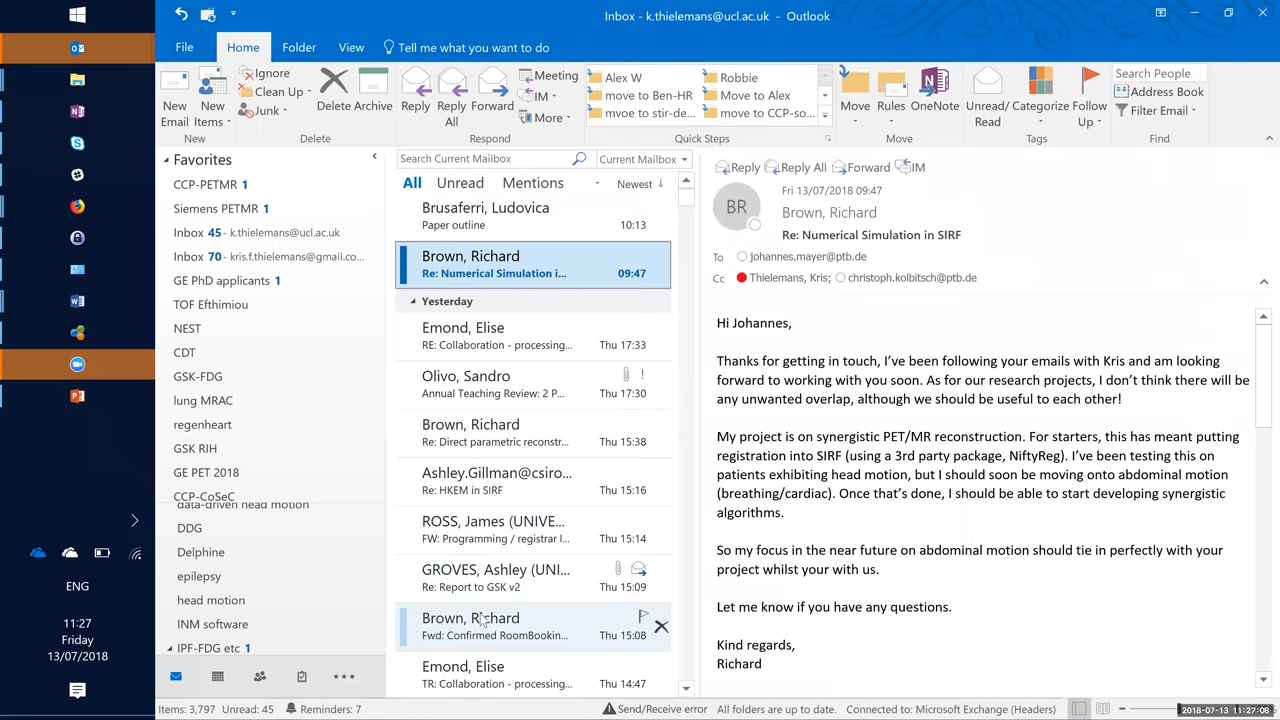 Inbox - k.thielemans@ucl.ac.uk - Outlook
File
Home
Folder
View
Tell me what you want to do
New Email
New Items
New
Ignore
Clean Up
Junk
Delete
Archive
Delete
Reply
Reply All
Forward
Meeting
IM
More
Respond
Alex W
move to Ben-HR
mvoe to stir-de...
Robbie
Move to Alex
move to CCP-so...
Quick Steps
Move
Rules
OneNote
Move
Unread/ Read
Categorize
Follow Up
Tags
Search People
Address Book
Filter Email
Find
Favorites
CCP-PETMR 1
Siemens PETMR 1
Inbox 45 - k.thielemans@ucl.ac.uk
Inbox 70 - kris.f.thielemans@gmail.co...
GE PhD applicants 1
TOF Efthimiou
NEST
CDT
GSK-FDG
lung MRAC
regenheart
GSK RIH
GE PET 2018
CCP-CoSeC
data-driven head motion
DDG
Delphine
epilepsy
head motion
INM software
IPF-FDG etc 1
Search Current Mailbox
Current Mailbox
All
Unread
Mentions
Newest
Brusaferri, Ludovica
Paper outline 10:13
Brown, Richard
Re: Numerical Simulation i... 09:47
Yesterday
Emond, Elise
RE: Collaboration - processing... Thu 17:33
Olivo, Sandro
Annual Teaching Review: 2 P... Thu 17:30
Brown, Richard
Re: Direct parametric reconstr... Thu 15:38
Ashley.Gillman@csiro...
Re: HKEM in SIRF Thu 15:16
ROSS, James (UNIVE...
FW: Programming / registrar l... Thu 15:14
GROVES, Ashley (UNI...
Re: Report to GSK v2 Thu 15:09
Brown, Richard
Fwd: Confirmed RoomBookin... Thu 15:08
Emond, Elise
TR: Collaboration - processing... Thu 14:47
Reply
Reply All
Forward
IM
Fri 13/07/2018 09:47
BR
Brown, Richard
Re: Numerical Simulation in SIRF
To johannes.mayer@ptb.de
Cc Thielemans, Kris; christoph.kolbitsch@ptb.de
Hi Johannes,
Thanks for getting in touch, I've been following your emails with Kris and am looking
forward to working with you soon. As for our research projects, I don't think there will be
any unwanted overlap, although we should be useful to each other!
My project is on synergistic PET/MR reconstruction. For starters, this has meant putting
registration into SIRF (using a 3rd party package, NiftyReg). I've been testing this on
patients exhibiting head motion, but I should soon be moving onto abdominal motion
(breathing/cardiac). Once that's done, I should be able to start developing synergistic
algorithms.
So my focus in the near future on abdominal motion should tie in perfectly with your
project whilst your with us.
Let me know if you have any questions.
Kind regards,
Richard
ENG
11:27
Friday
13/07/2018
Items: 3,797
Unread: 45
Reminders: 7
Send/Receive error
All folders are up to date.
Connected to: Microsoft Exchange (Headers)
2018-07-13 11:27:08